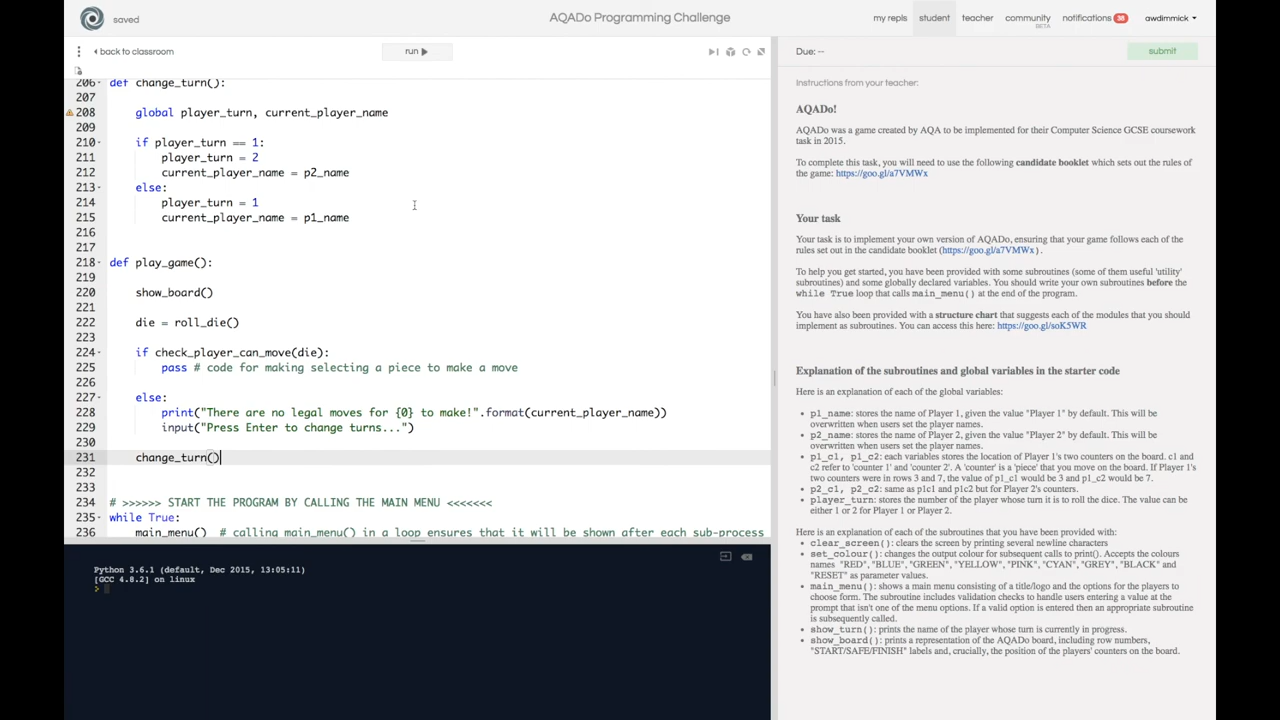 saved
AQADo Programming Challenge
my repls
student
teacher
community
BETA
notifications 36
awdimmick
back to classroom
run
206 def change_turn():
207
208 global player_turn, current_player_name
209
210 if player_turn == 1:
211 player_turn = 2
212 current_player_name = p2_name
213 else:
214 player_turn = 1
215 current_player_name = p1_name
216
217
218 def play_game():
219
220 show_board()
221
222 die = roll_die()
223
224 if check_player_can_move(die):
225 pass # code for making selecting a piece to make a move
226
227 else:
228 print("There are no legal moves for {0} to make!".format(current_player_name))
229 input("Press Enter to change turns...")
230
231 change_turn()
232
233
234 # >>>>>> START THE PROGRAM BY CALLING THE MAIN MENU <<<<<<<
235 while True:
236 main_menu() # calling main_menu() in a loop ensures that it will be shown after each sub-process
Python 3.6.1 (default, Dec 2015, 13:05:11)
[GCC 4.8.2] on linux
>
Due: --
submit
Instructions from your teacher:
AQADo!
AQADo was a game created by AQA to be implemented for their Computer Science GCSE coursework
task in 2015.
To complete this task, you will need to use the following candidate booklet which sets out the rules of
the game: https://goo.gl/a7VMWx
Your task
Your task is to implement your own version of AQADo, ensuring that your game follows each of the
rules set out in the candidate booklet (https://goo.gl/a7VMWx).
To help you get started, you have been provided with some subroutines (some of them useful 'utility'
subroutines) and some globally declared variables. You should write your own subroutines before the
while True loop that calls main_menu() at the end of the program.
You have also been provided with a structure chart that suggests each of the modules that you should
implement as subroutines. You can access this here: https://goo.gl/soK5WR
Explanation of the subroutines and global variables in the starter code
Here is an explanation of each of the global variables:
• p1_name: stores the name of Player 1, given the value "Player 1" by default. This will be
overwritten when users set the player names.
• p2_name: stores the name of Player 2, given the value "Player 2" by default. This will be
overwritten when users set the player names.
• p1_c1, p1_c2: each variables stores the location of Player 1's two counters on the board. c1 and
c2 refer to 'counter 1' and 'counter 2'. A 'counter' is a 'piece' that you move on the board. If Player 1's
two counters were in rows 3 and 7, the value of p1_c1 would be 3 and p1_c2 would be 7.
• p2_c1, p2_c2: same as p1c1 and p1c2 but for Player 2's counters.
• player_turn: stores the number of the player whose turn it is to roll the dice. The value can be
either 1 or 2 for Player 1 or Player 2.
Here is an explanation of each of the subroutines that you have been provided with:
• clear_screen(): clears the screen by printing several newline characters
• set_colour(): changes the output colour for subsequent calls to print(). Accepts the colours
names "RED", "BLUE", "GREEN", "YELLOW", "PINK", "CYAN", "GREY", "BLACK" and
"RESET" as parameter values.
• main_menu(): shows a main menu consisting of a title/logo and the options for the players to
choose form. The subroutine includes validation checks to handle users entering a value at the
prompt that isn't one of the menu options. If a valid option is entered then an appropriate subroutine
is subsequently called.
• show_turn(): prints the name of the player whose turn is currently in progress.
• show_board(): prints a representation of the AQADo board, including row numbers,
"START/SAFE/FINISH" labels and, crucially, the position of the players' counters on the board.